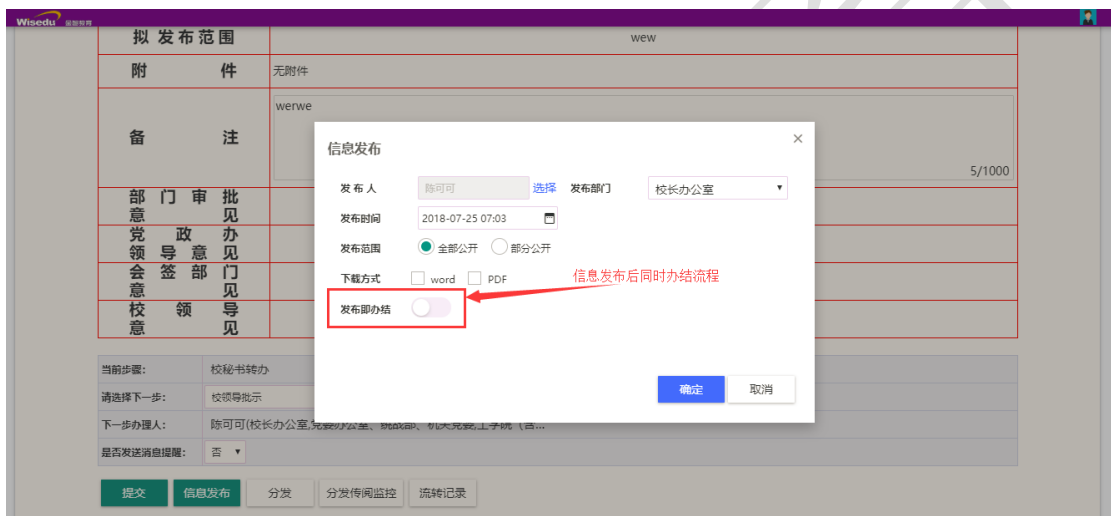 Wisedu 金智教育
拟发布范围 wew
附件 无附件
werwe
备注
5/1000
部门审批
意见
党政办
领导意见
会签部门
意见
校领导
意见
信息发布 ×
发布人 陈可可 选择 发布部门 校长办公室
发布时间 2018-07-25 07:03
发布范围 全部公开 部分公开
下载方式 word PDF
信息发布后同时办结流程
发布即办结
确定 取消
当前步骤: 校秘书转办
请选择下一步: 校领导批示
下一步办理人: 陈可可(校长办公室,党委办公室、统战部、机关党委,工学院（含...
是否发送消息提醒: 否
提交 信息发布 分发 分发传阅监控 流转记录